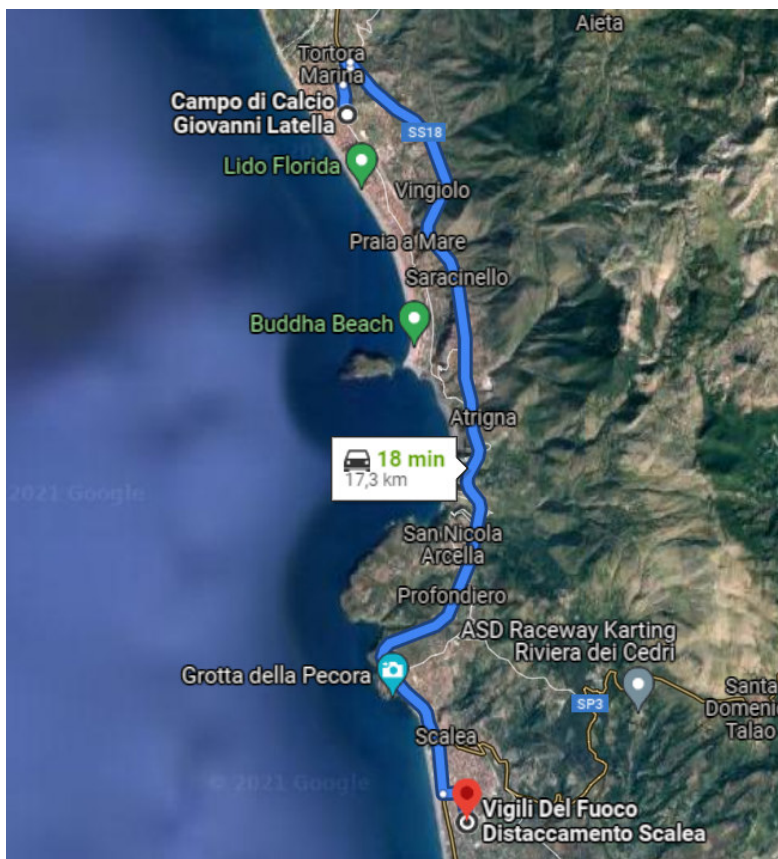 Aieta
Tortora
Marina
Campo di Calcio
Giovanni Latella
SS18
Lido Florida
Vingiolo
Praia a Mare
Saracinello
Buddha Beach
Atrigna
18 min
17,3 km
2021 Google
San Nicola
Arcella
Profondiero
ASD Raceway Karting
Riviera dei Cedri
Grotta della Pecora
SP3
Santa
Domenic
Talao
Scalea
© 2021 Google
Vigili Del Fuoco
Distaccamento Scalea